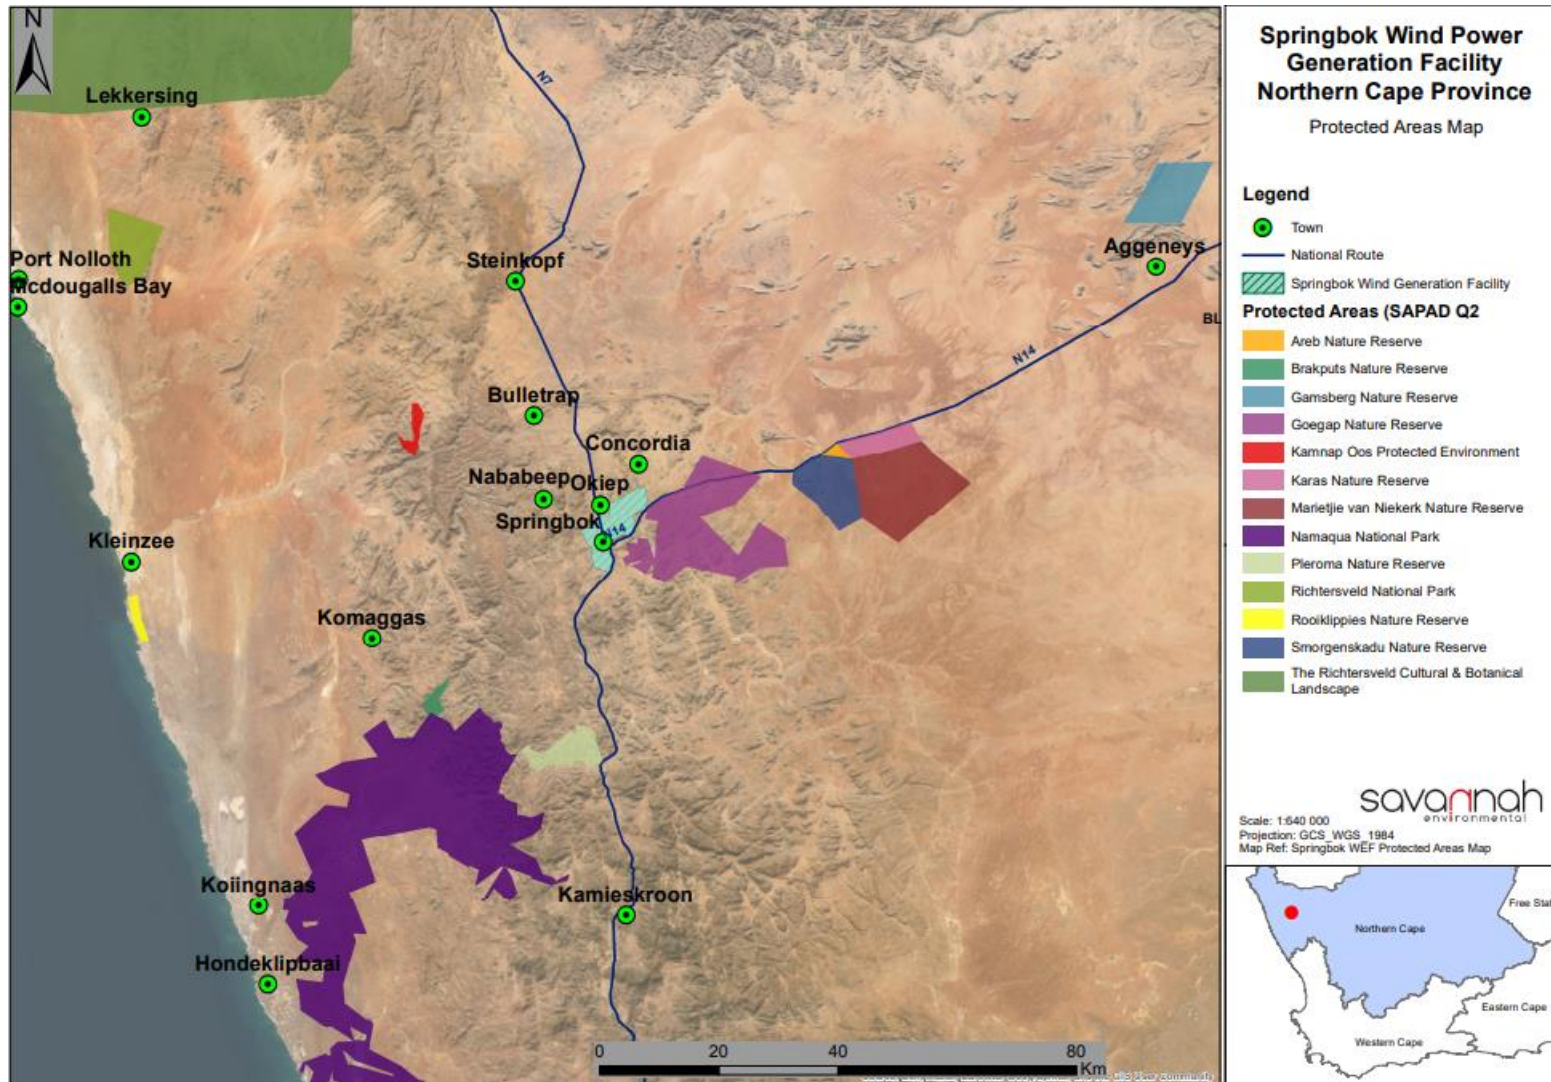 N
N7
Lekkersing
Port Nolloth
Mcdougalls Bay
Steinkopf
Aggeneys
BL
N14
Bulletrap
Concordia
Nababeep
Okiep
Springbok
N14
Kleinzee
Komaggas
Koiingnaas
Kamieskroon
Hondeklipbaai
0 20 40 80
Km
Springbok Wind Power
Generation Facility
Northern Cape Province
Protected Areas Map
Legend
Town
National Route
Springbok Wind Generation Facility
Protected Areas (SAPAD Q2
Areb Nature Reserve
Brakputs Nature Reserve
Gamsberg Nature Reserve
Goegap Nature Reserve
Kamnap Oos Protected Environment
Karas Nature Reserve
Marietjie van Niekerk Nature Reserve
Namaqua National Park
Pleroma Nature Reserve
Richtersveld National Park
Rooiklippies Nature Reserve
Smorgenskadu Nature Reserve
The Richtersveld Cultural & Botanical
Landscape
savannah
environmental
Scale: 1:640 000
Projection: GCS_WGS_1984
Map Ref: Springbok WEF Protected Areas Map
Free Stat
Northern Cape
Eastern Cape
Western Cape